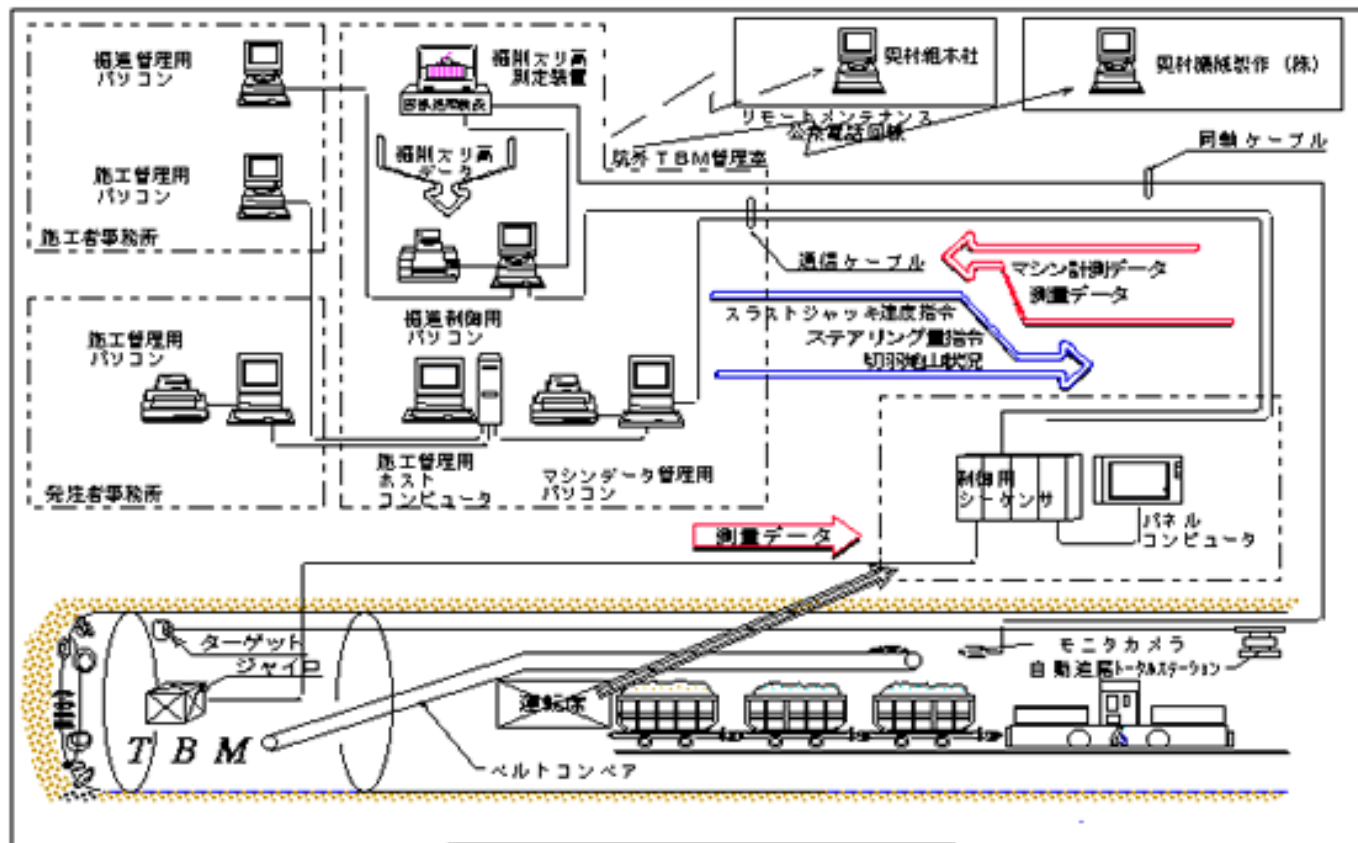 掘進管理用
パソコン
施工管理用
パソコン
施工者事務所
掘削ズリ高
測定装置
掘削ズリ高
データ
坑外TBM管理室
奥村組本社
奥村機械製作(株)
リモートメンテナンス
公衆電話回線
同軸ケーブル
通信ケーブル
マシン計測データ
測量データ
スラストジャッキ速度指令
ステアリング量指令
切羽地山状況
掘進制御用
パソコン
施工管理用
パソコン
発注者事務所
施工管理用
ホスト
コンピュータ
マシンデータ管理用
パソコン
制御用
シーケンサ
パネル
コンピュータ
測量データ
ターゲット
ジャイロ
モニタカメラ
自動追尾トータルステーション
運転席
TBM
ベルトコンベア